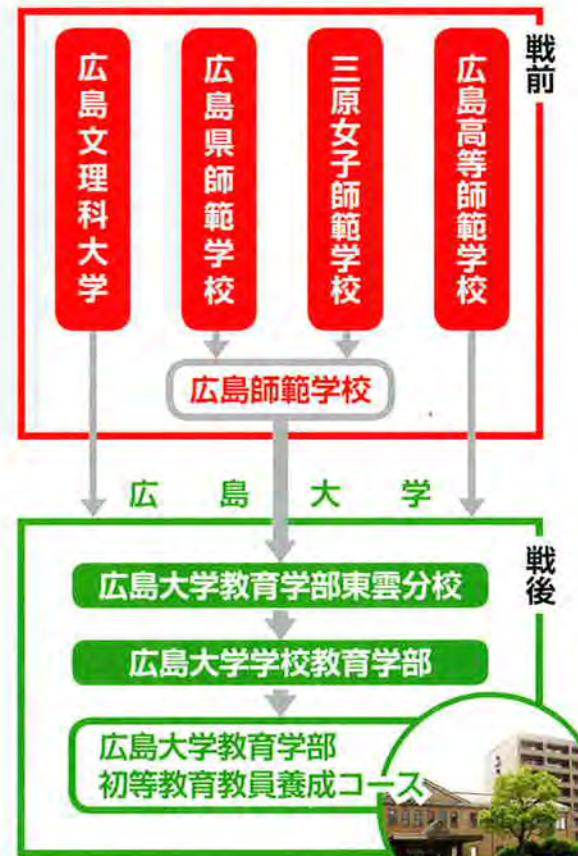 戦前
広島文理科大学
広島県師範学校
三原女子師範学校
広島高等師範学校
広島師範学校
広島大学
戦後
広島大学教育学部東雲分校
広島大学学校教育学部
広島大学教育学部
初等教育教員養成コース